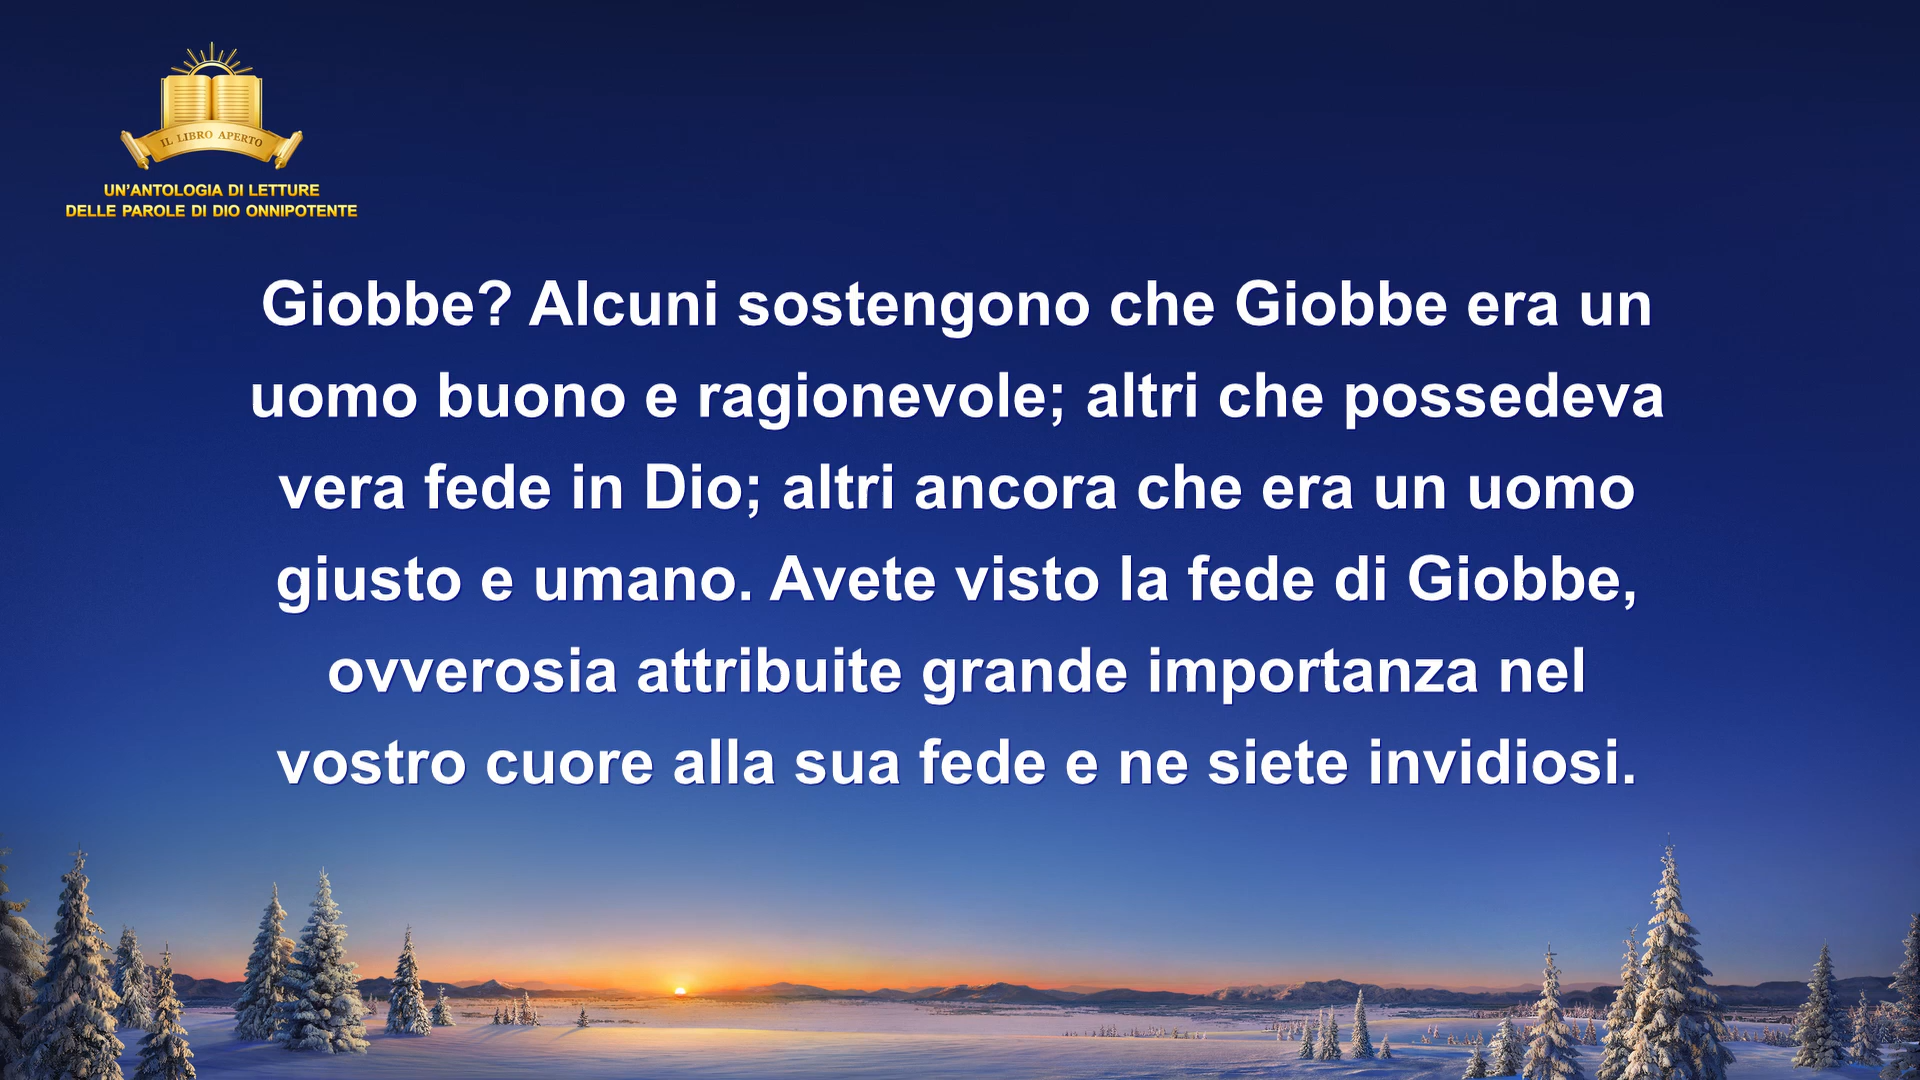 IL LIBRO APERTO
UN'ANTOLOGIA DI LETTURE
DELLE PAROLE DI DIO ONNIPOTENTE
Giobbe? Alcuni sostengono che Giobbe era un
uomo buono e ragionevole; altri che possedeva
vera fede in Dio; altri ancora che era un uomo
giusto e umano. Avete visto la fede di Giobbe,
ovverosia attribuite grande importanza nel
vostro cuore alla sua fede e ne siete invidiosi.